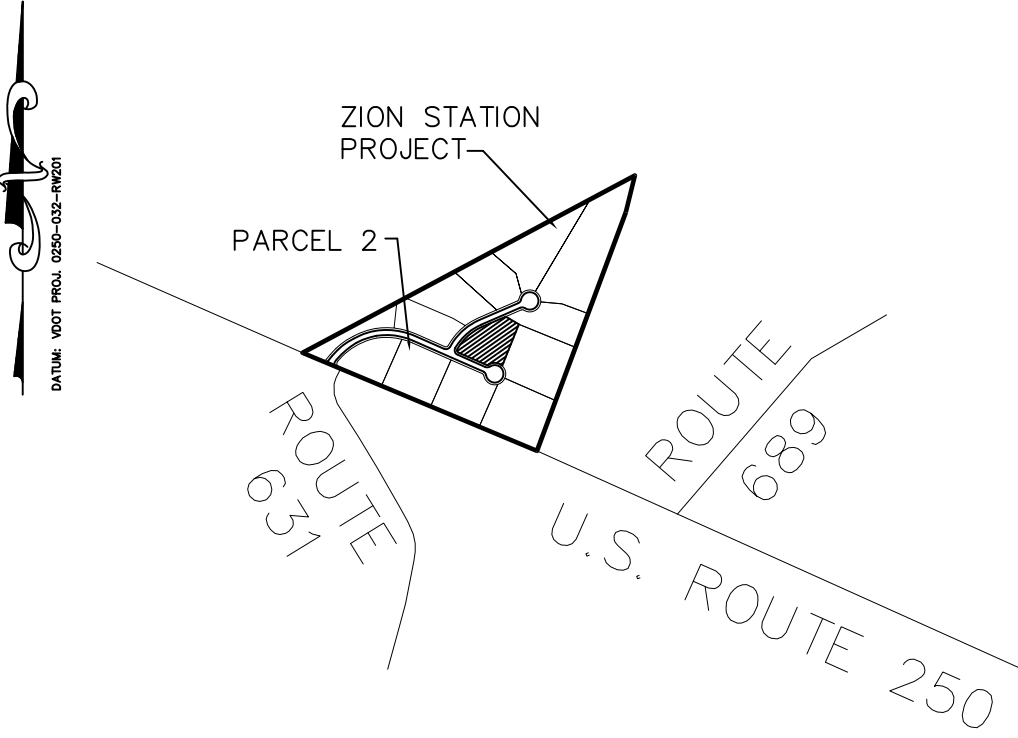 ZION STATION
PROJECT
PARCEL 2
DATUM: VDOT PROJ. 0250-032-RW201
ROUTE
631
ROUTE
689
U.S. ROUTE 250